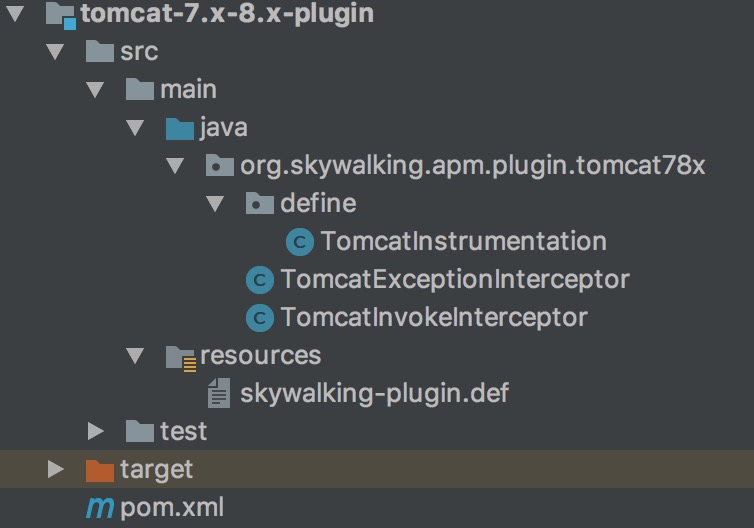 tomcat-7.x-8.x-plugin
src
main
java
org.skywalking.apm.plugin.tomcat78x
define
C TomcatInstrumentation
C TomcatExceptionInterceptor
C TomcatInvokeInterceptor
resources
skywalking-plugin.def
test
target
m pom.xml